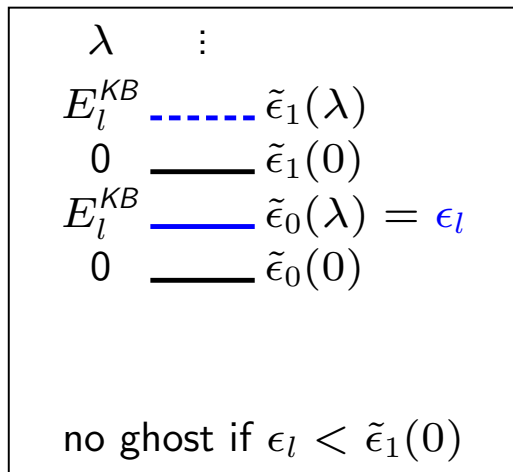 λ ⋮
E_l^{KB} ε̃₁(λ)
0 ε̃₁(0)
E_l^{KB} ε̃₀(λ) = ϵ_l
0 ε̃₀(0)
no ghost if ϵ_l < ε̃₁(0)